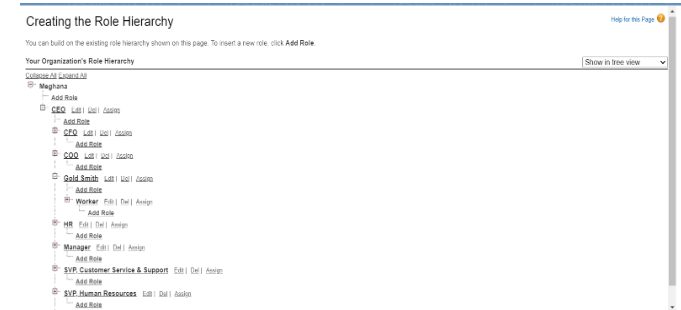 Creating the Role Hierarchy
Help for this Page
You can build on the existing role hierarchy shown on this page. To insert a new role, click Add Role.
Your Organization's Role Hierarchy
Show in tree view
Collapse All Expand All
Meghana
Add Role
CEO Edit | Del | Assign
Add Role
CFO Edit | Del | Assign
Add Role
COO Edit | Del | Assign
Add Role
Gold Smith Edit | Del | Assign
Add Role
Worker Edit | Del | Assign
Add Role
HR Edit | Del | Assign
Add Role
Manager Edit | Del | Assign
Add Role
SVP, Customer Service & Support Edit | Del | Assign
Add Role
SVP, Human Resources Edit | Del | Assign
Add Role